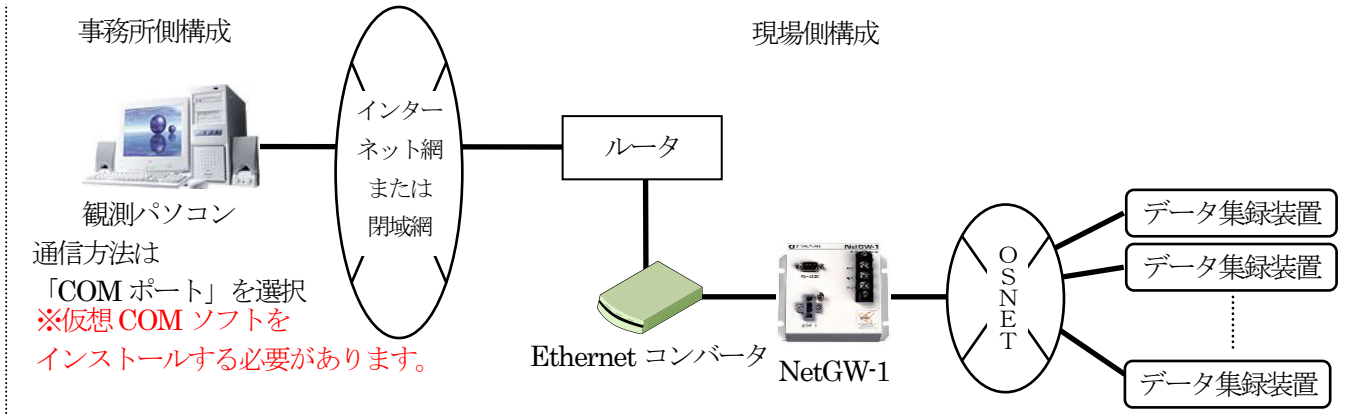 事務所側構成
現場側構成
インター
ネット網
または
閉域網
ルータ
観測パソコン
通信方法は
「COM ポート」を選択
※仮想 COM ソフトを
インストールする必要があります。
Ethernet コンバータ
NetGW-1
NetGW-1
OSNET
データ集録装置
データ集録装置
データ集録装置